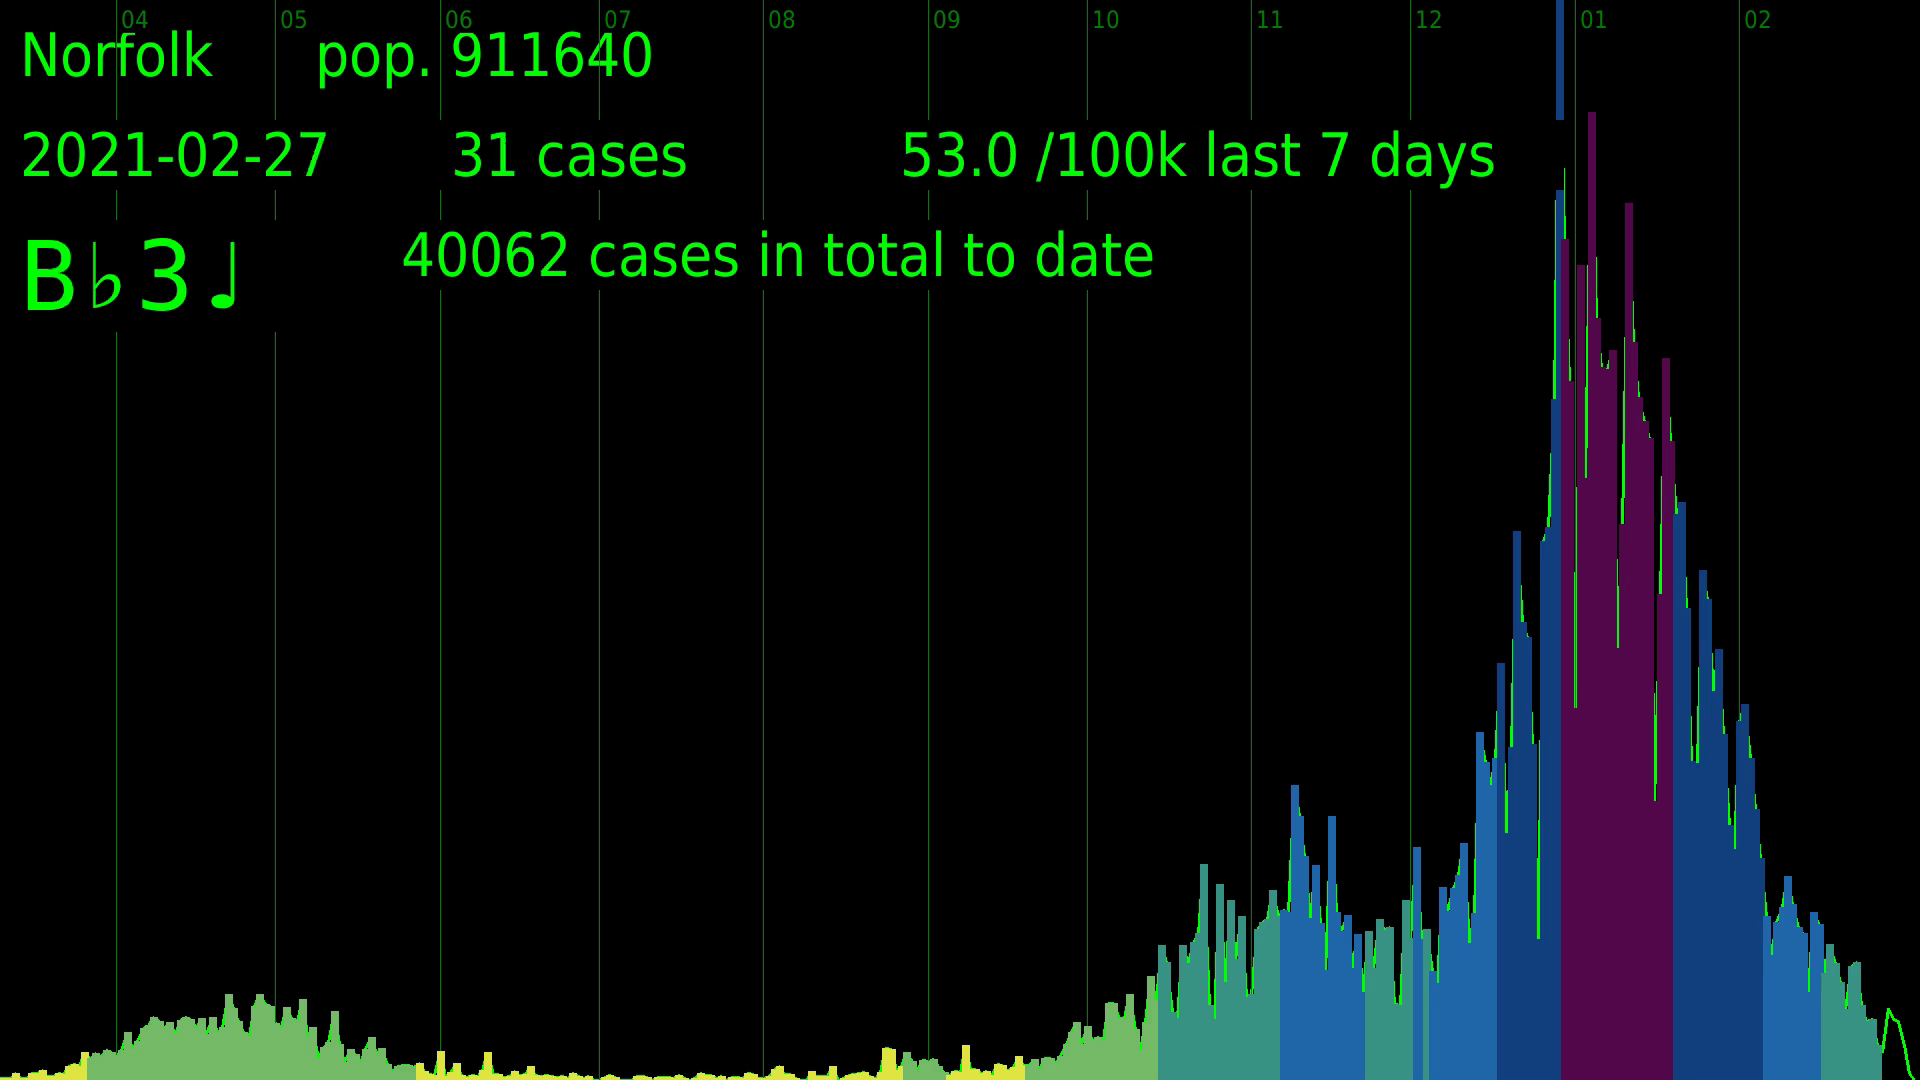 04 05 06 07 08 09 10 11 12 01 02
Norfolk pop. 911640
2021-02-27 31 cases 53.0 /100k last 7 days
B♭3♩ 40062 cases in total to date